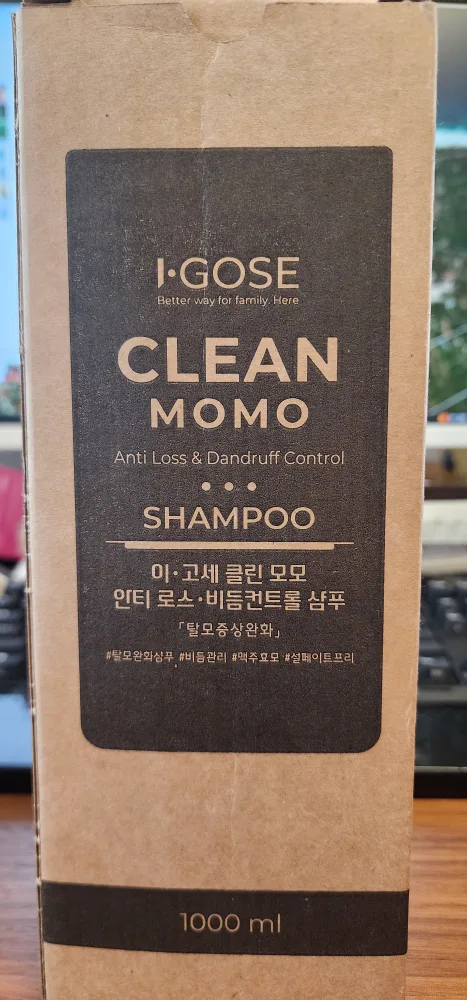 I·GOSE
Better way for family. Here
CLEAN
MOMO
Anti Loss & Dandruff Control
SHAMPOO
이·고세 클린 모모
안티 로스·비듬컨트롤 샴푸
「탈모증상완화」
#탈모완화샴푸 #비듬관리 #맥주효모 #설페이트프리
1000 ml